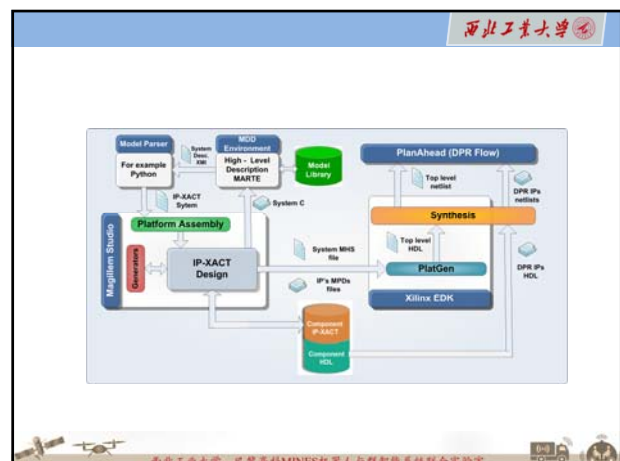 西北工业大学
Model Parser
For example
Python
System
Desc.
XMI
MDD
Environment
High - Level
Description
MARTE
Model
Library
IP-XACT
Sytem
System C
Platform Assembly
Magillem Studio
Generators
IP-XACT
Design
System MHS
file
IP's MPDs
files
Component
IP-XACT
Component
HDL
PlanAhead (DPR Flow)
Top level
netlist
DPR IPs
netlists
Synthesis
Top level
HDL
DPR IPs
HDL
PlatGen
Xilinx EDK